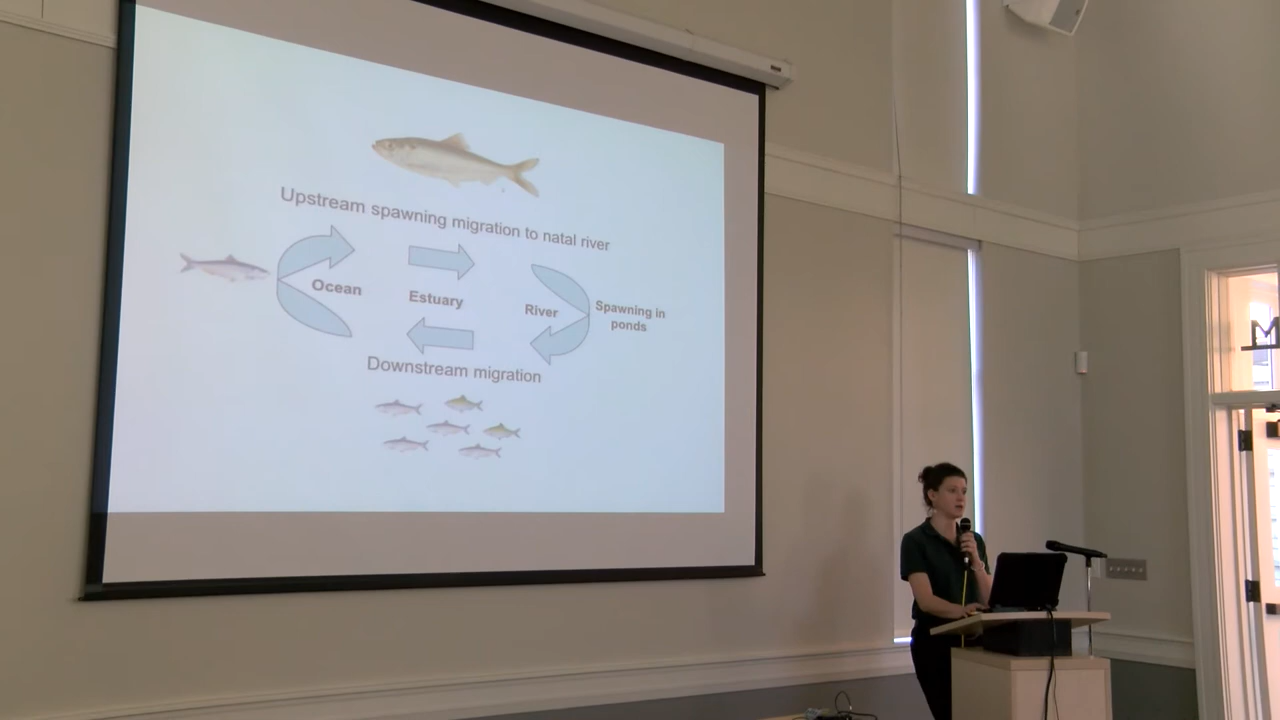 Upstream spawning migration to natal river
Ocean
Estuary
River
Spawning in
ponds
Downstream migration
M